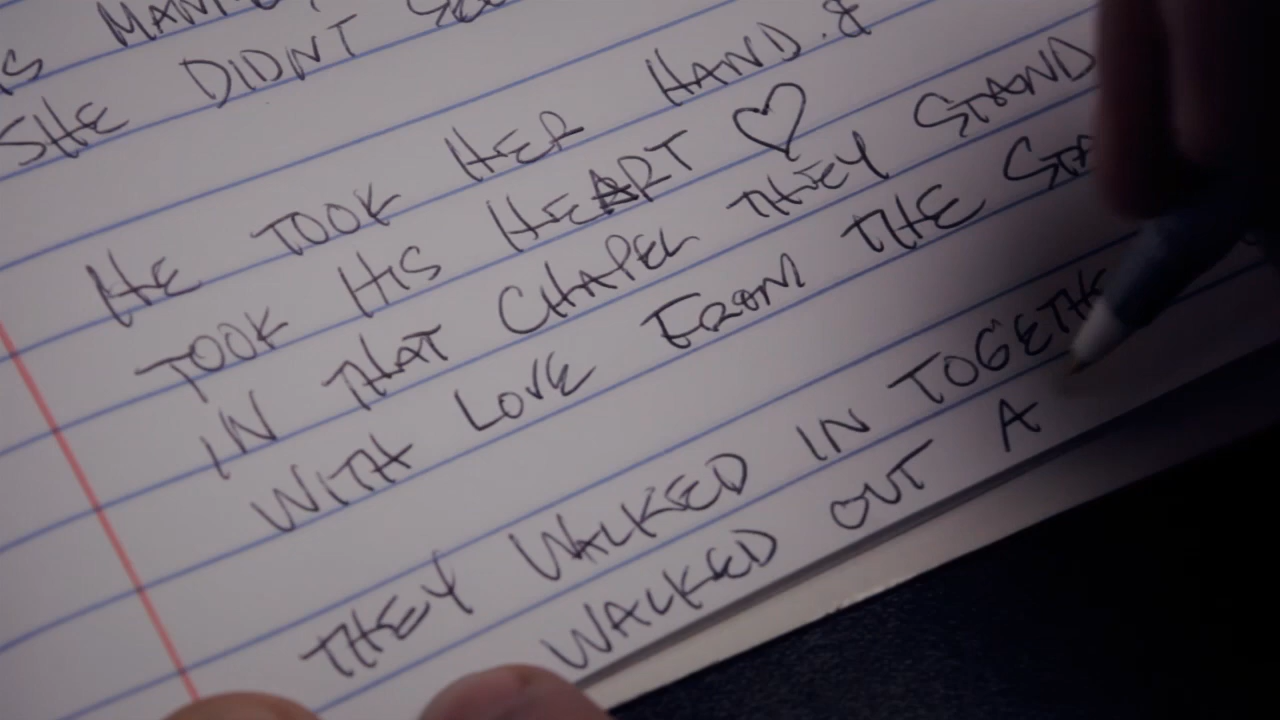 SHE DIDNT
HE TOOK HER HAND. &
TOOK HIS HEART ♡
IN THAT CHAPEL THEY STAND
WITH LOVE FROM THE
THEY WALKED IN
WALKED OUT A